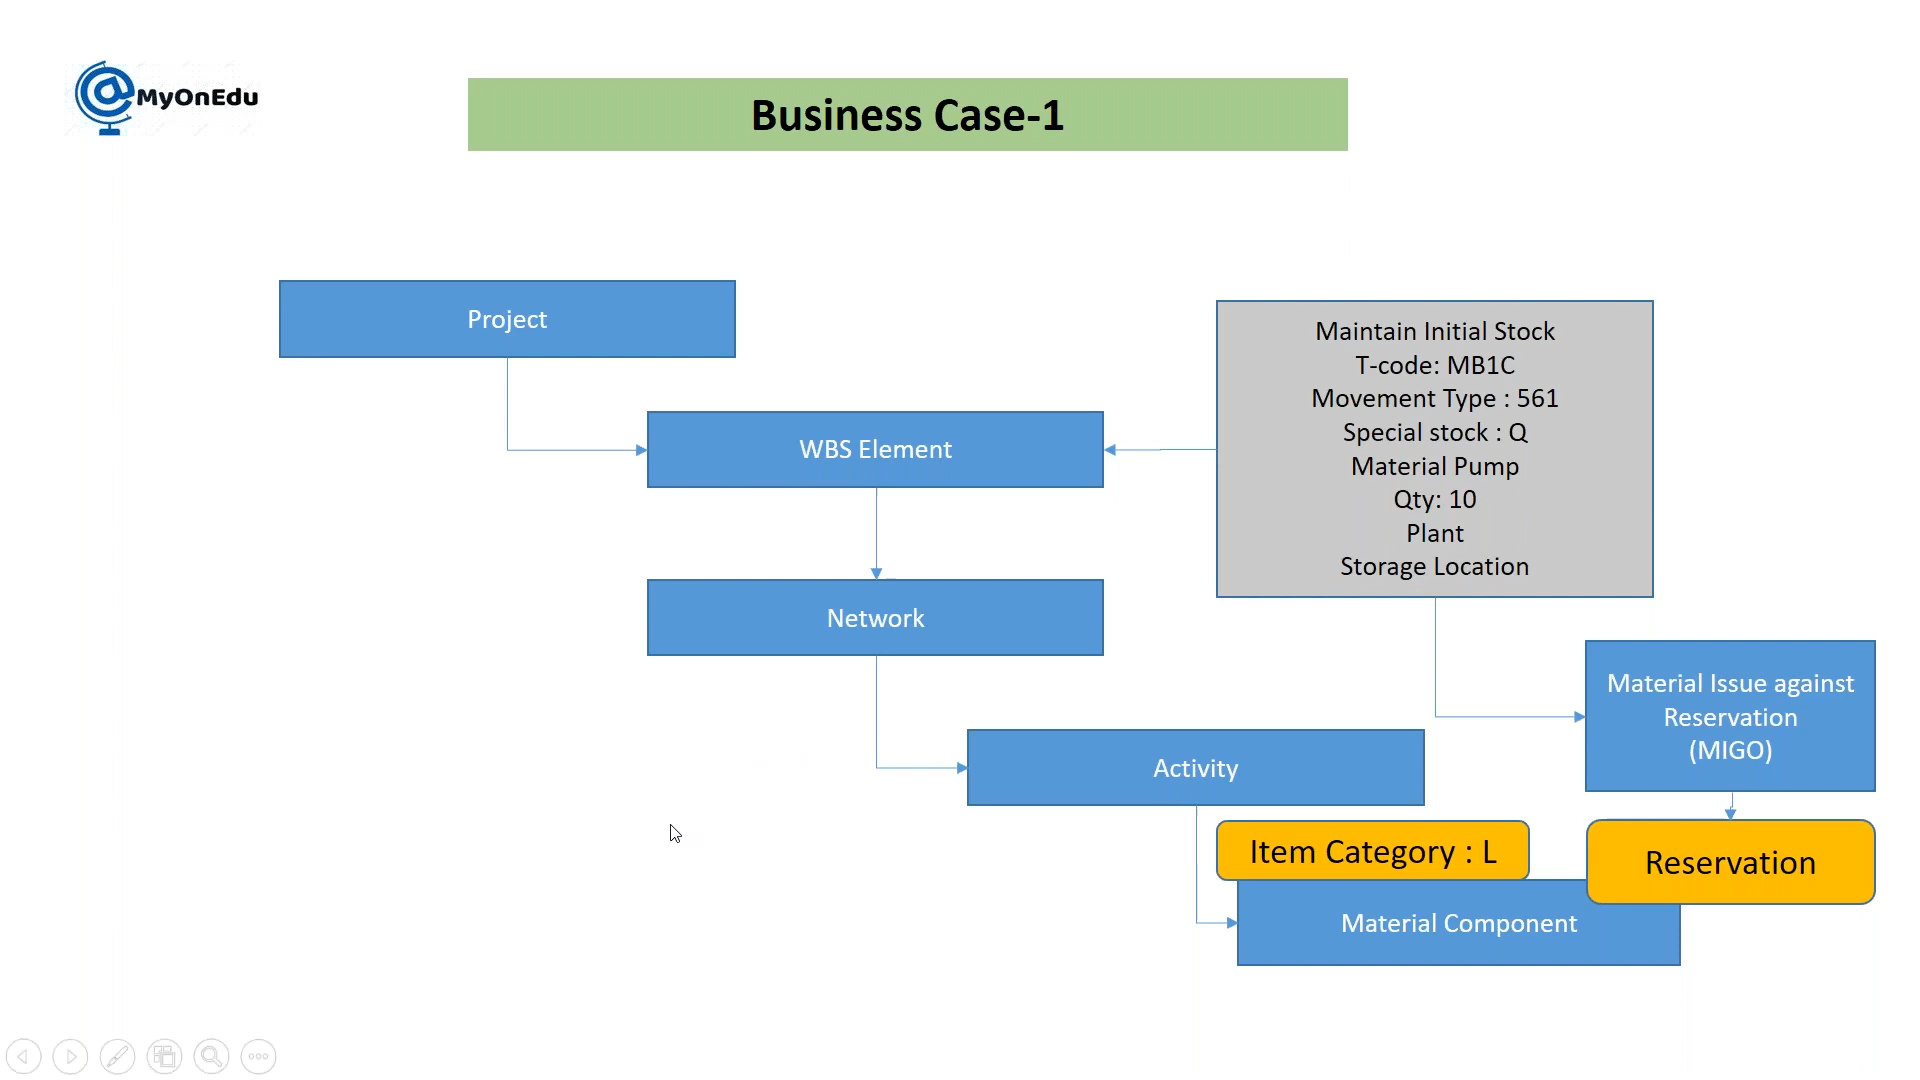 MyOnEdu
Business Case-1
Project
WBS Element
Network
Activity
Maintain Initial Stock
T-code: MB1C
Movement Type : 561
Special stock : Q
Material Pump
Qty: 10
Plant
Storage Location
Material Issue against
Reservation
(MIGO)
Item Category : L
Reservation
Material Component